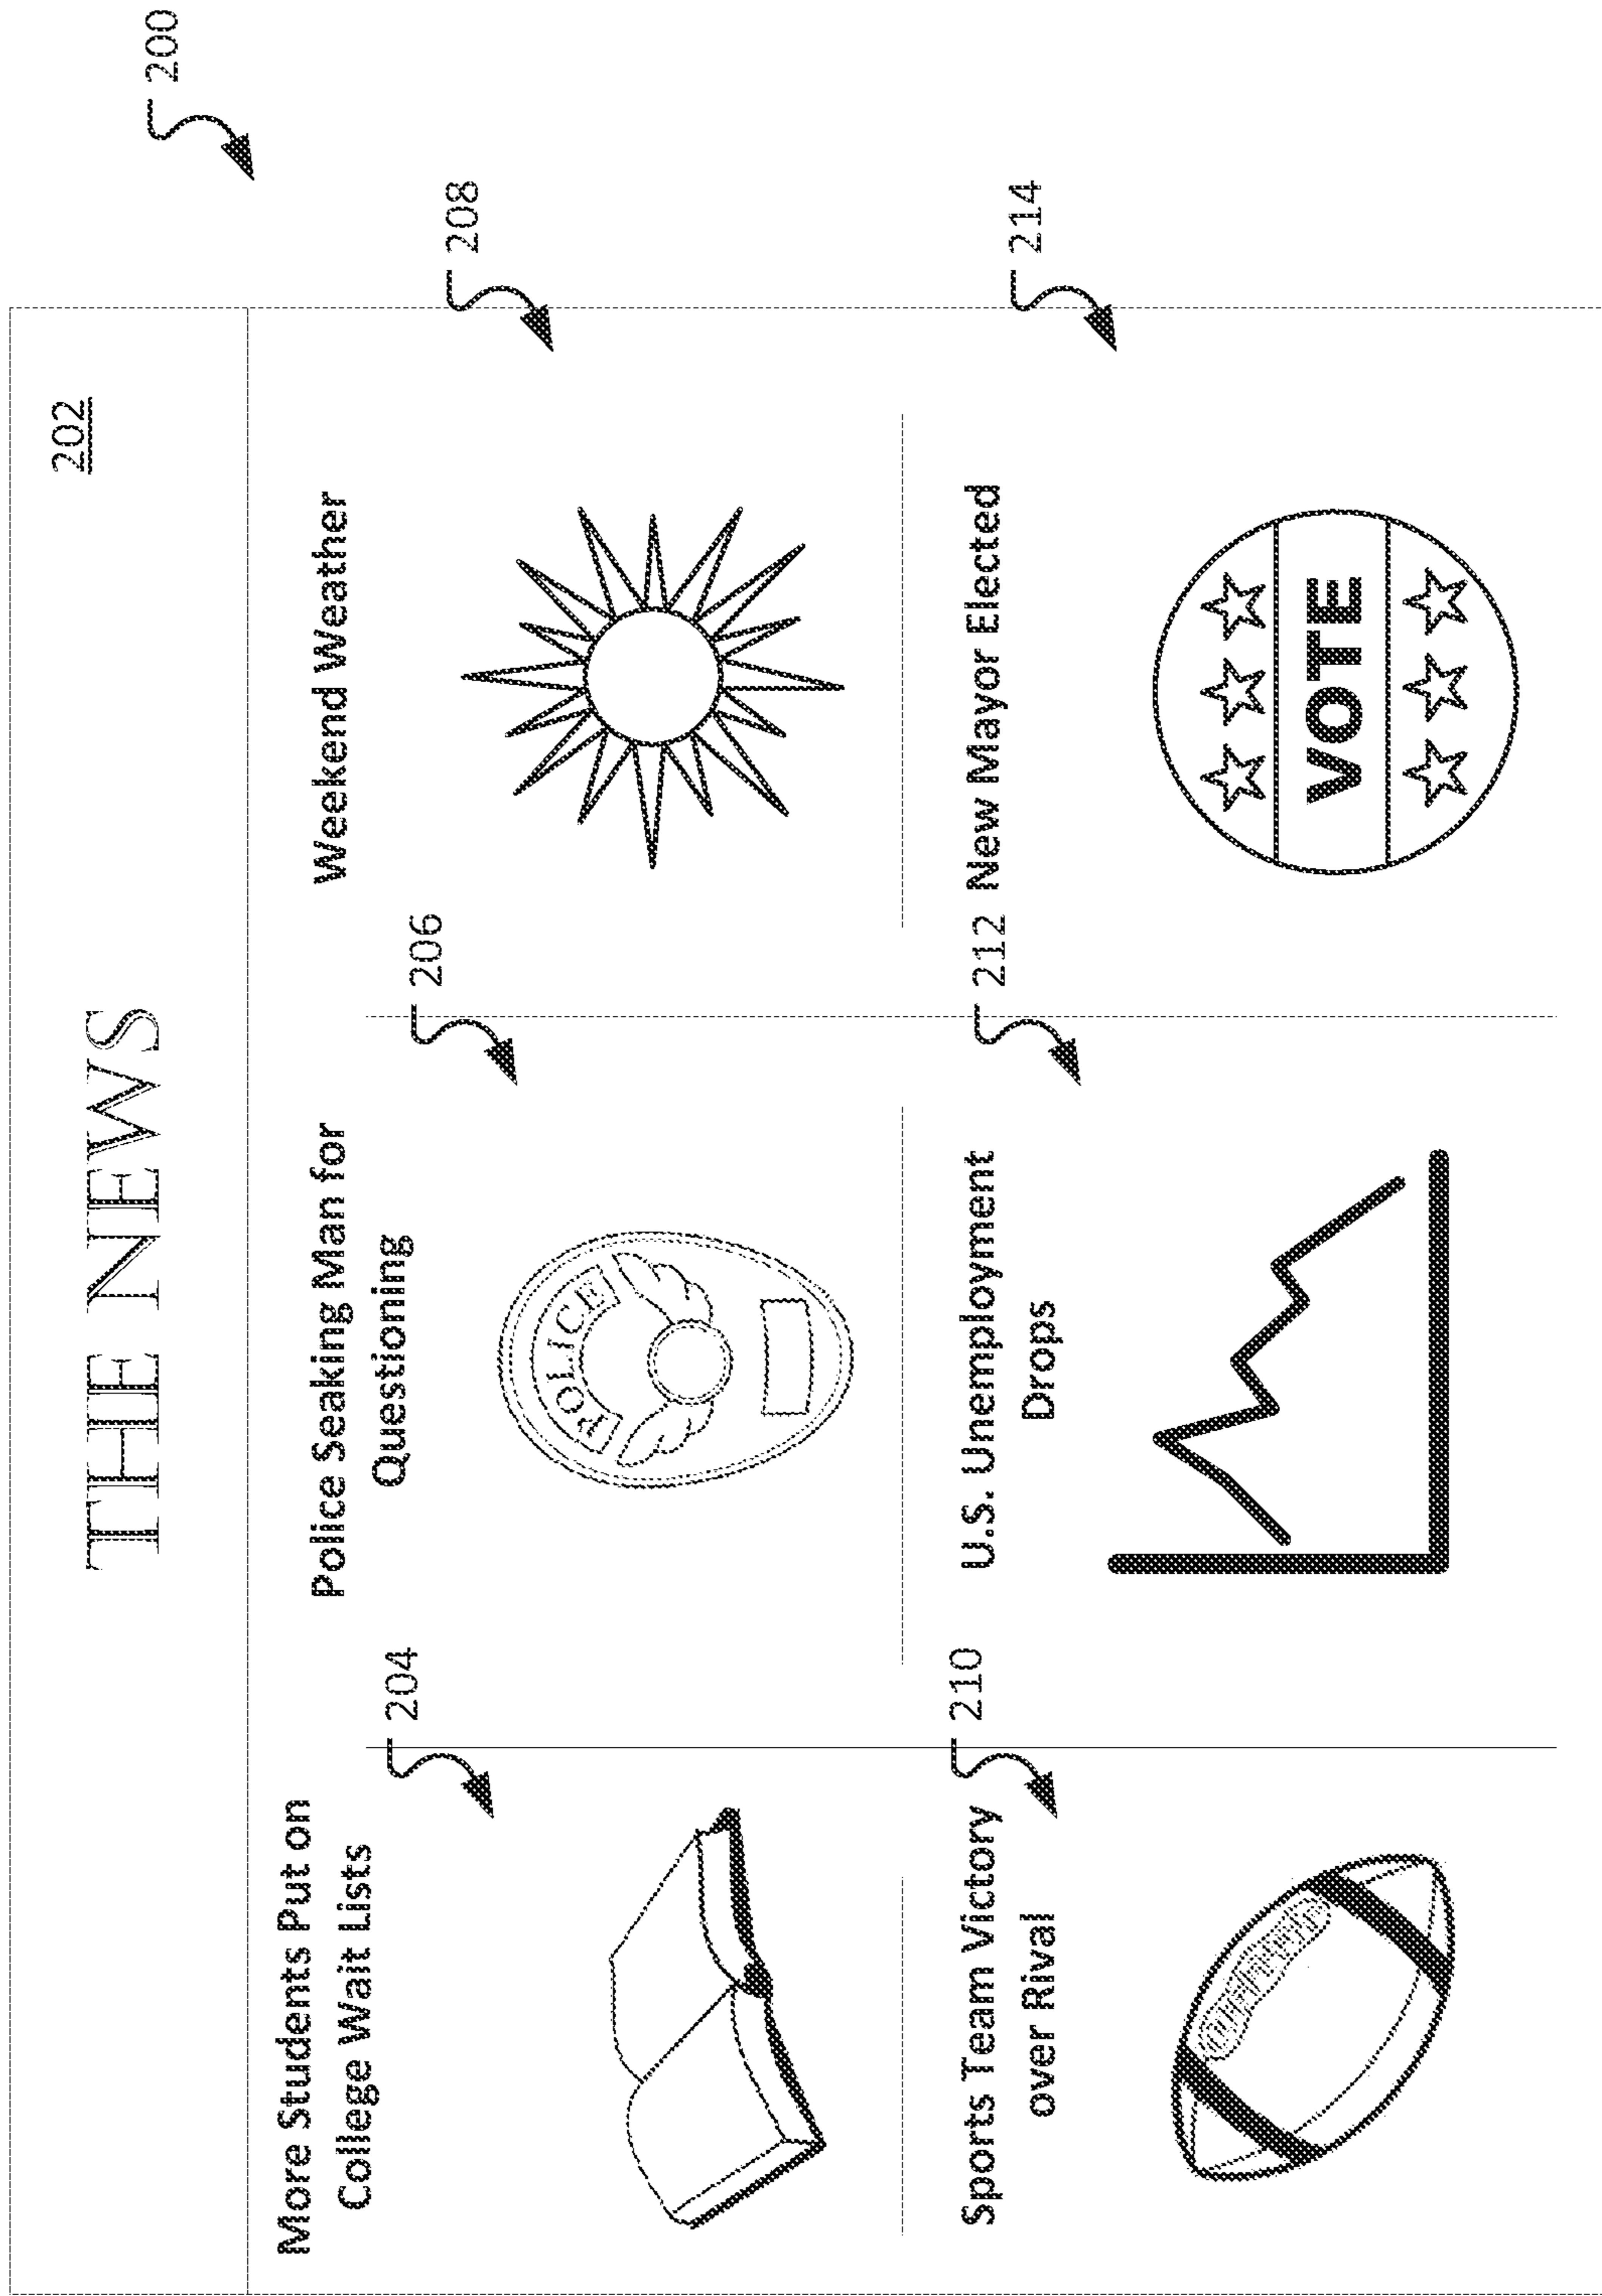 200
THE NEWS
202
More Students Put on
College Wait Lists
204
Police Seaking Man for
Questioning
206
POLICE
Weekend Weather
208
Sports Team Victory
over Rival
210
U.S. Unemployment
Drops
212
New Mayor Elected
214
VOTE